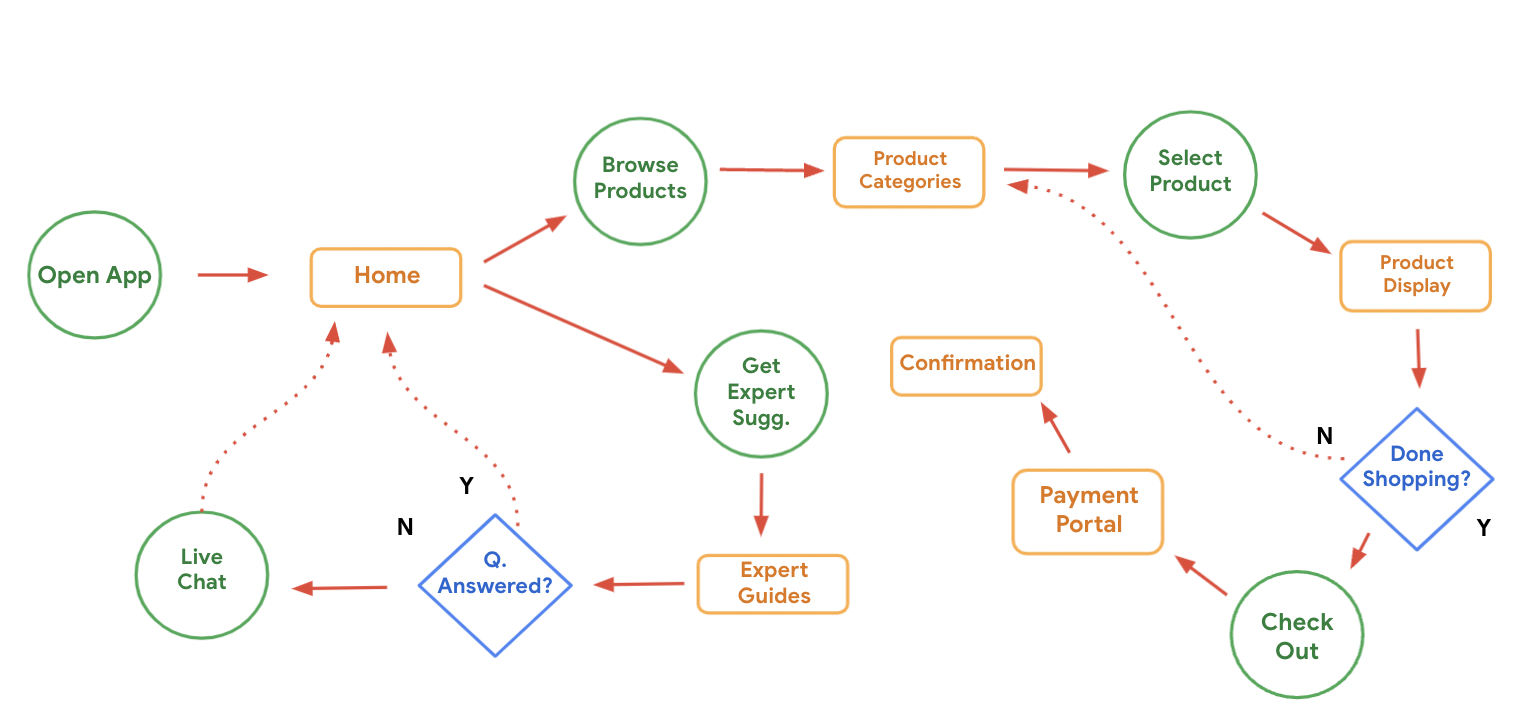 Open App
Home
Browse
Products
Product
Categories
Select
Product
Product
Display
Done
Shopping?
N
Y
Check
Out
Payment
Portal
Confirmation
Get
Expert
Sugg.
Expert
Guides
Q.
Answered?
Y
N
Live
Chat